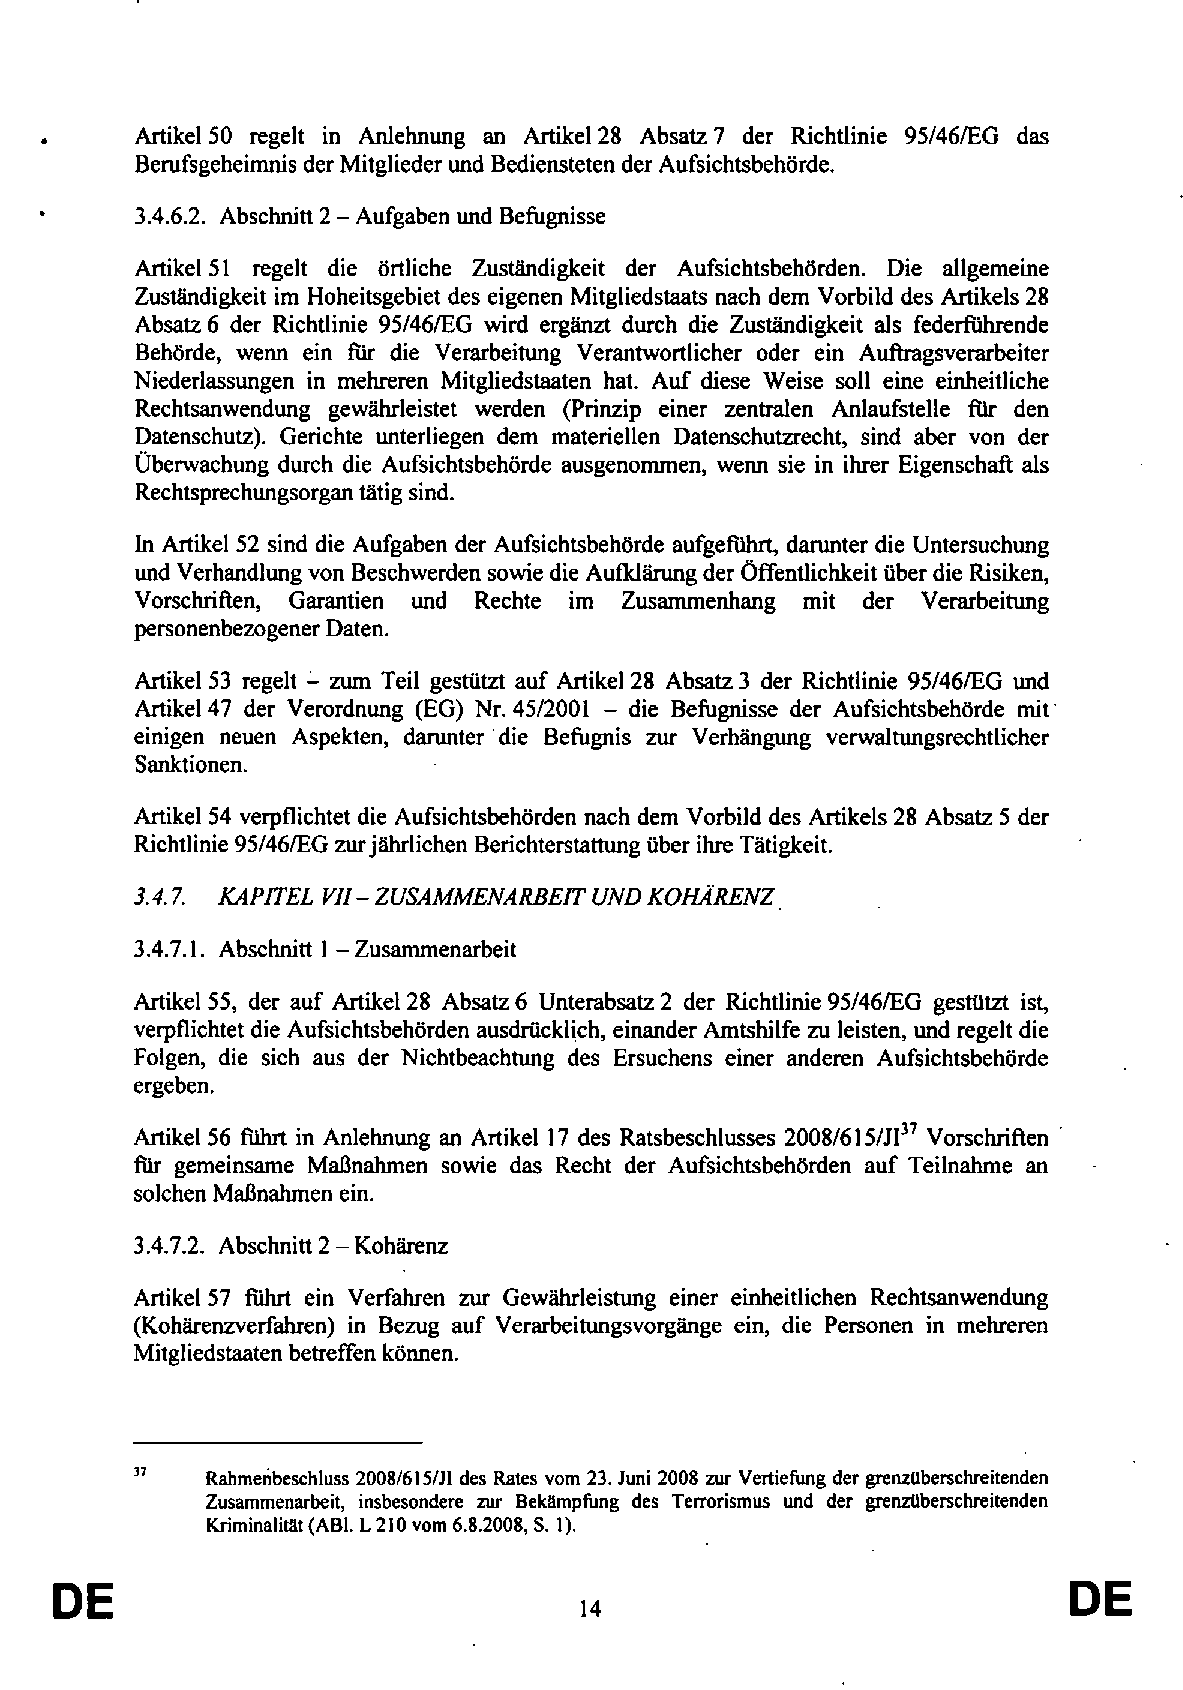 Artikel 50 regelt in Anlehnung an Artikel 28 Absatz 7 der Richtlinie 95/46/EG das
Berufsgeheimnis der Mitglieder und Bediensteten der Aufsichtsbehörde.
3.4.6.2. Abschnitt 2 – Aufgaben und Befugnisse
Artikel 51 regelt die örtliche Zuständigkeit der Aufsichtsbehörden. Die allgemeine
Zuständigkeit im Hoheitsgebiet des eigenen Mitgliedstaats nach dem Vorbild des Artikels 28
Absatz 6 der Richtlinie 95/46/EG wird ergänzt durch die Zuständigkeit als federführende
Behörde, wenn ein für die Verarbeitung Verantwortlicher oder ein Auftragsverarbeiter
Niederlassungen in mehreren Mitgliedstaaten hat. Auf diese Weise soll eine einheitliche
Rechtsanwendung gewährleistet werden (Prinzip einer zentralen Anlaufstelle für den
Datenschutz). Gerichte unterliegen dem materiellen Datenschutzrecht, sind aber von der
Überwachung durch die Aufsichtsbehörde ausgenommen, wenn sie in ihrer Eigenschaft als
Rechtsprechungsorgan tätig sind.
In Artikel 52 sind die Aufgaben der Aufsichtsbehörde aufgeführt, darunter die Untersuchung
und Verhandlung von Beschwerden sowie die Aufklärung der Öffentlichkeit über die Risiken,
Vorschriften, Garantien und Rechte im Zusammenhang mit der Verarbeitung
personenbezogener Daten.
Artikel 53 regelt – zum Teil gestützt auf Artikel 28 Absatz 3 der Richtlinie 95/46/EG und
Artikel 47 der Verordnung (EG) Nr. 45/2001 – die Befugnisse der Aufsichtsbehörde mit
einigen neuen Aspekten, darunter die Befugnis zur Verhängung verwaltungsrechtlicher
Sanktionen.
Artikel 54 verpflichtet die Aufsichtsbehörden nach dem Vorbild des Artikels 28 Absatz 5 der
Richtlinie 95/46/EG zur jährlichen Berichterstattung über ihre Tätigkeit.
3.4.7. KAPITEL VII – ZUSAMMENARBEIT UND KOHÄRENZ
3.4.7.1. Abschnitt 1 – Zusammenarbeit
Artikel 55, der auf Artikel 28 Absatz 6 Unterabsatz 2 der Richtlinie 95/46/EG gestützt ist,
verpflichtet die Aufsichtsbehörden ausdrücklich, einander Amtshilfe zu leisten, und regelt die
Folgen, die sich aus der Nichtbeachtung des Ersuchens einer anderen Aufsichtsbehörde
ergeben.
Artikel 56 führt in Anlehnung an Artikel 17 des Ratsbeschlusses 2008/615/JI37 Vorschriften
für gemeinsame Maßnahmen sowie das Recht der Aufsichtsbehörden auf Teilnahme an
solchen Maßnahmen ein.
3.4.7.2. Abschnitt 2 – Kohärenz
Artikel 57 führt ein Verfahren zur Gewährleistung einer einheitlichen Rechtsanwendung
(Kohärenzverfahren) in Bezug auf Verarbeitungsvorgänge ein, die Personen in mehreren
Mitgliedstaaten betreffen können.
37 Rahmenbeschluss 2008/615/JI des Rates vom 23. Juni 2008 zur Vertiefung der grenzüberschreitenden
Zusammenarbeit, insbesondere zur Bekämpfung des Terrorismus und der grenzüberschreitenden
Kriminalität (ABl. L 210 vom 6.8.2008, S. 1).
DE 14 DE